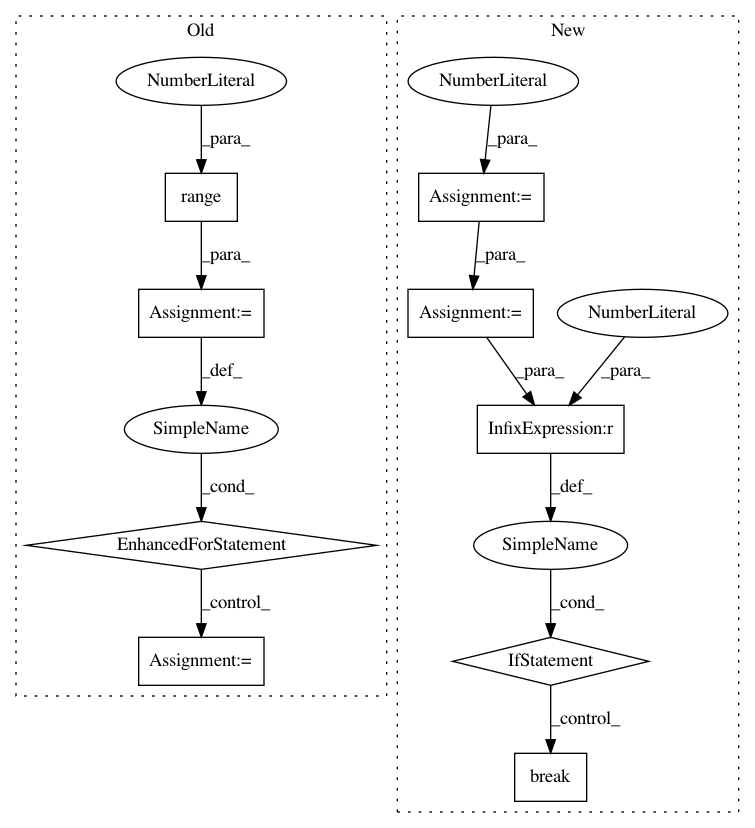 Old
NumberLiteral
_para_
range
_para_
Assignment:=
_def_
SimpleName
_cond_
EnhancedForStatement
_control_
Assignment:=
New
NumberLiteral
_para_
Assignment:=
_para_
Assignment:=
NumberLiteral
_para_
_para_
InfixExpression:r
_def_
SimpleName
_cond_
IfStatement
_control_
break